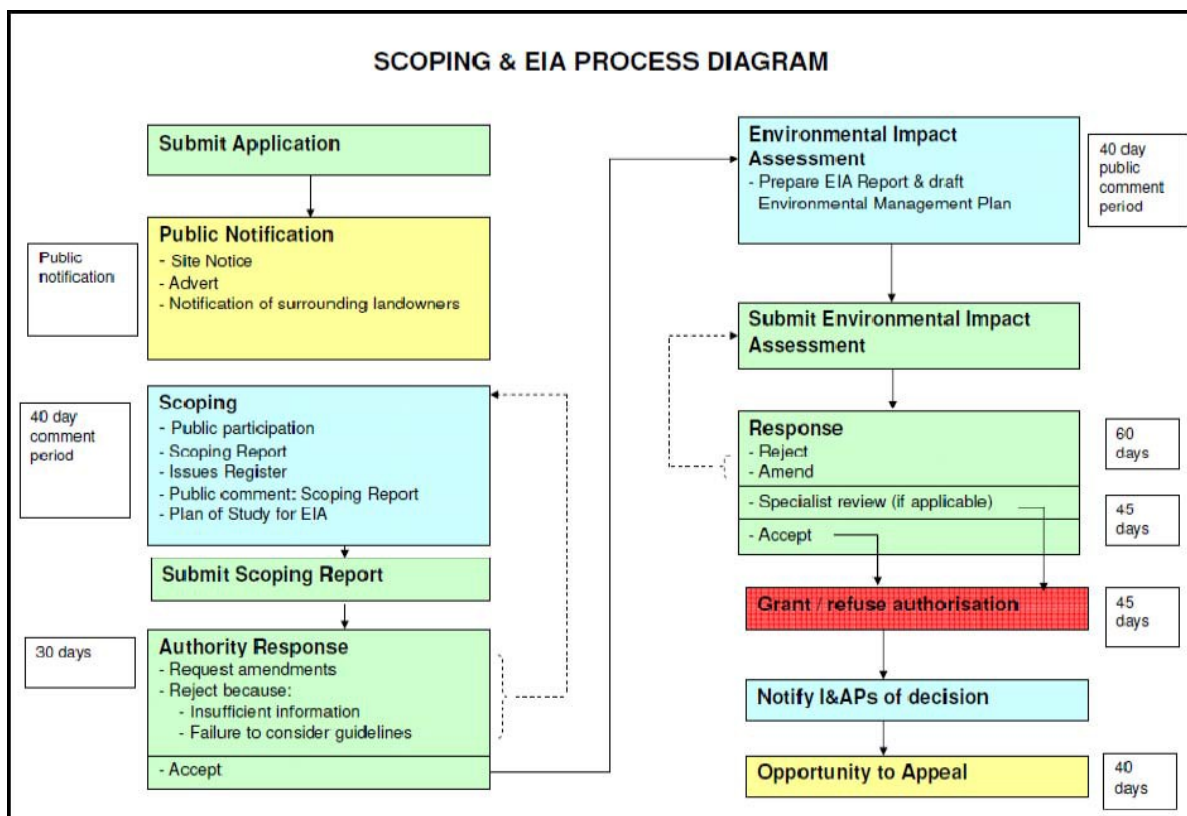 SCOPING & EIA PROCESS DIAGRAM
Submit Application
Public
notification
Public Notification
- Site Notice
- Advert
- Notification of surrounding landowners
40 day
comment
period
Scoping
- Public participation
- Scoping Report
- Issues Register
- Public comment: Scoping Report
- Plan of Study for EIA
Submit Scoping Report
30 days
Authority Response
- Request amendments
- Reject because:
- Insufficient information
- Failure to consider guidelines
- Accept
Environmental Impact
Assessment
- Prepare EIA Report & draft
Environmental Management Plan
40 day
public
comment
period
Submit Environmental Impact
Assessment
Response
- Reject
- Amend
60
days
- Specialist review (if applicable)
45
days
- Accept
Grant / refuse authorisation
45
days
Notify I&APs of decision
Opportunity to Appeal
40
days